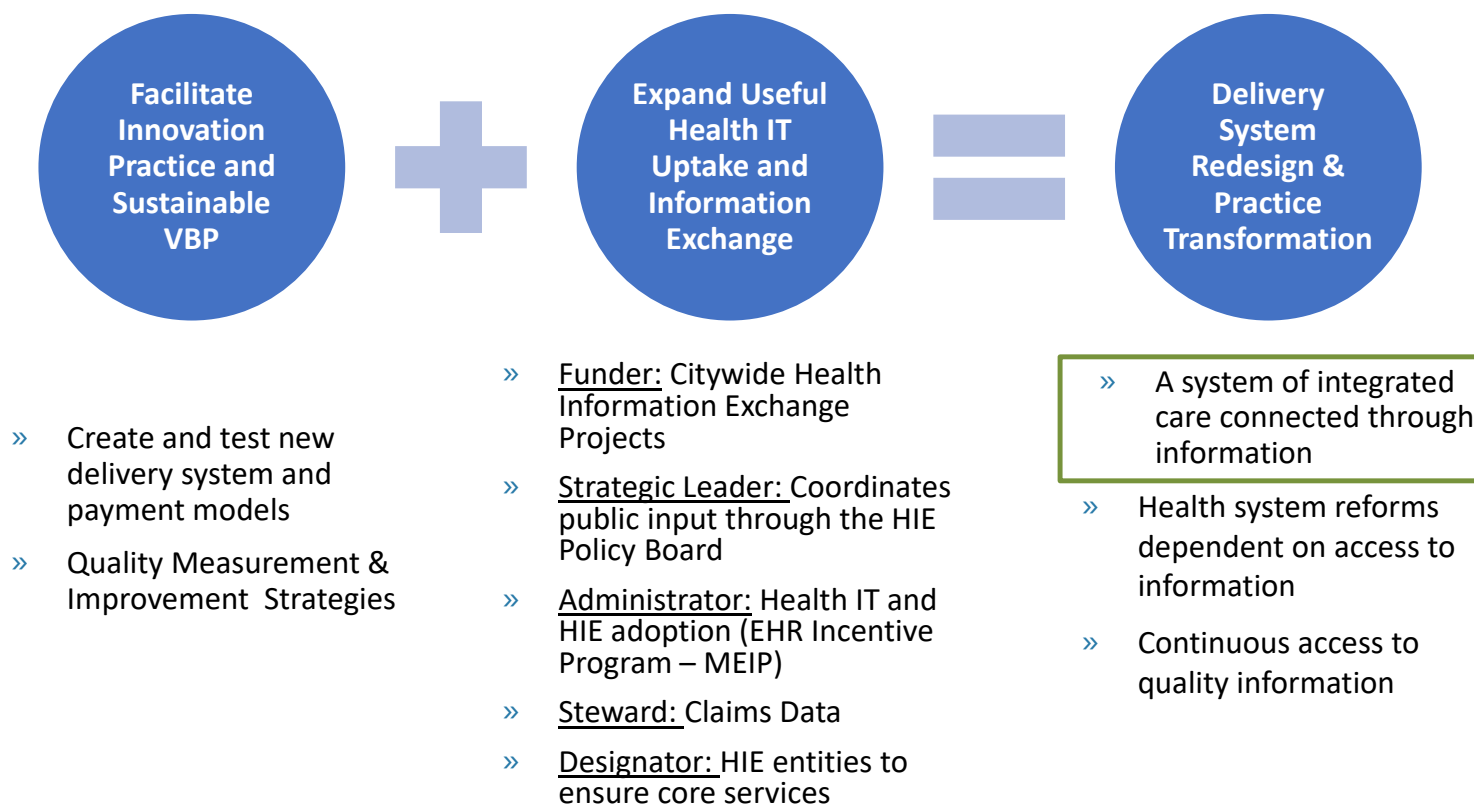 Facilitate
Innovation
Practice and
Sustainable
VBP
Expand Useful
Health IT
Uptake and
Information
Exchange
Delivery
System
Redesign &
Practice
Transformation
» Create and test new
delivery system and
payment models
» Quality Measurement &
Improvement Strategies
» Funder: Citywide Health
Information Exchange
Projects
» Strategic Leader: Coordinates
public input through the HIE
Policy Board
» Administrator: Health IT and
HIE adoption (EHR Incentive
Program – MEIP)
» Steward: Claims Data
» Designator: HIE entities to
ensure core services
» A system of integrated
care connected through
information
» Health system reforms
dependent on access to
information
» Continuous access to
quality information